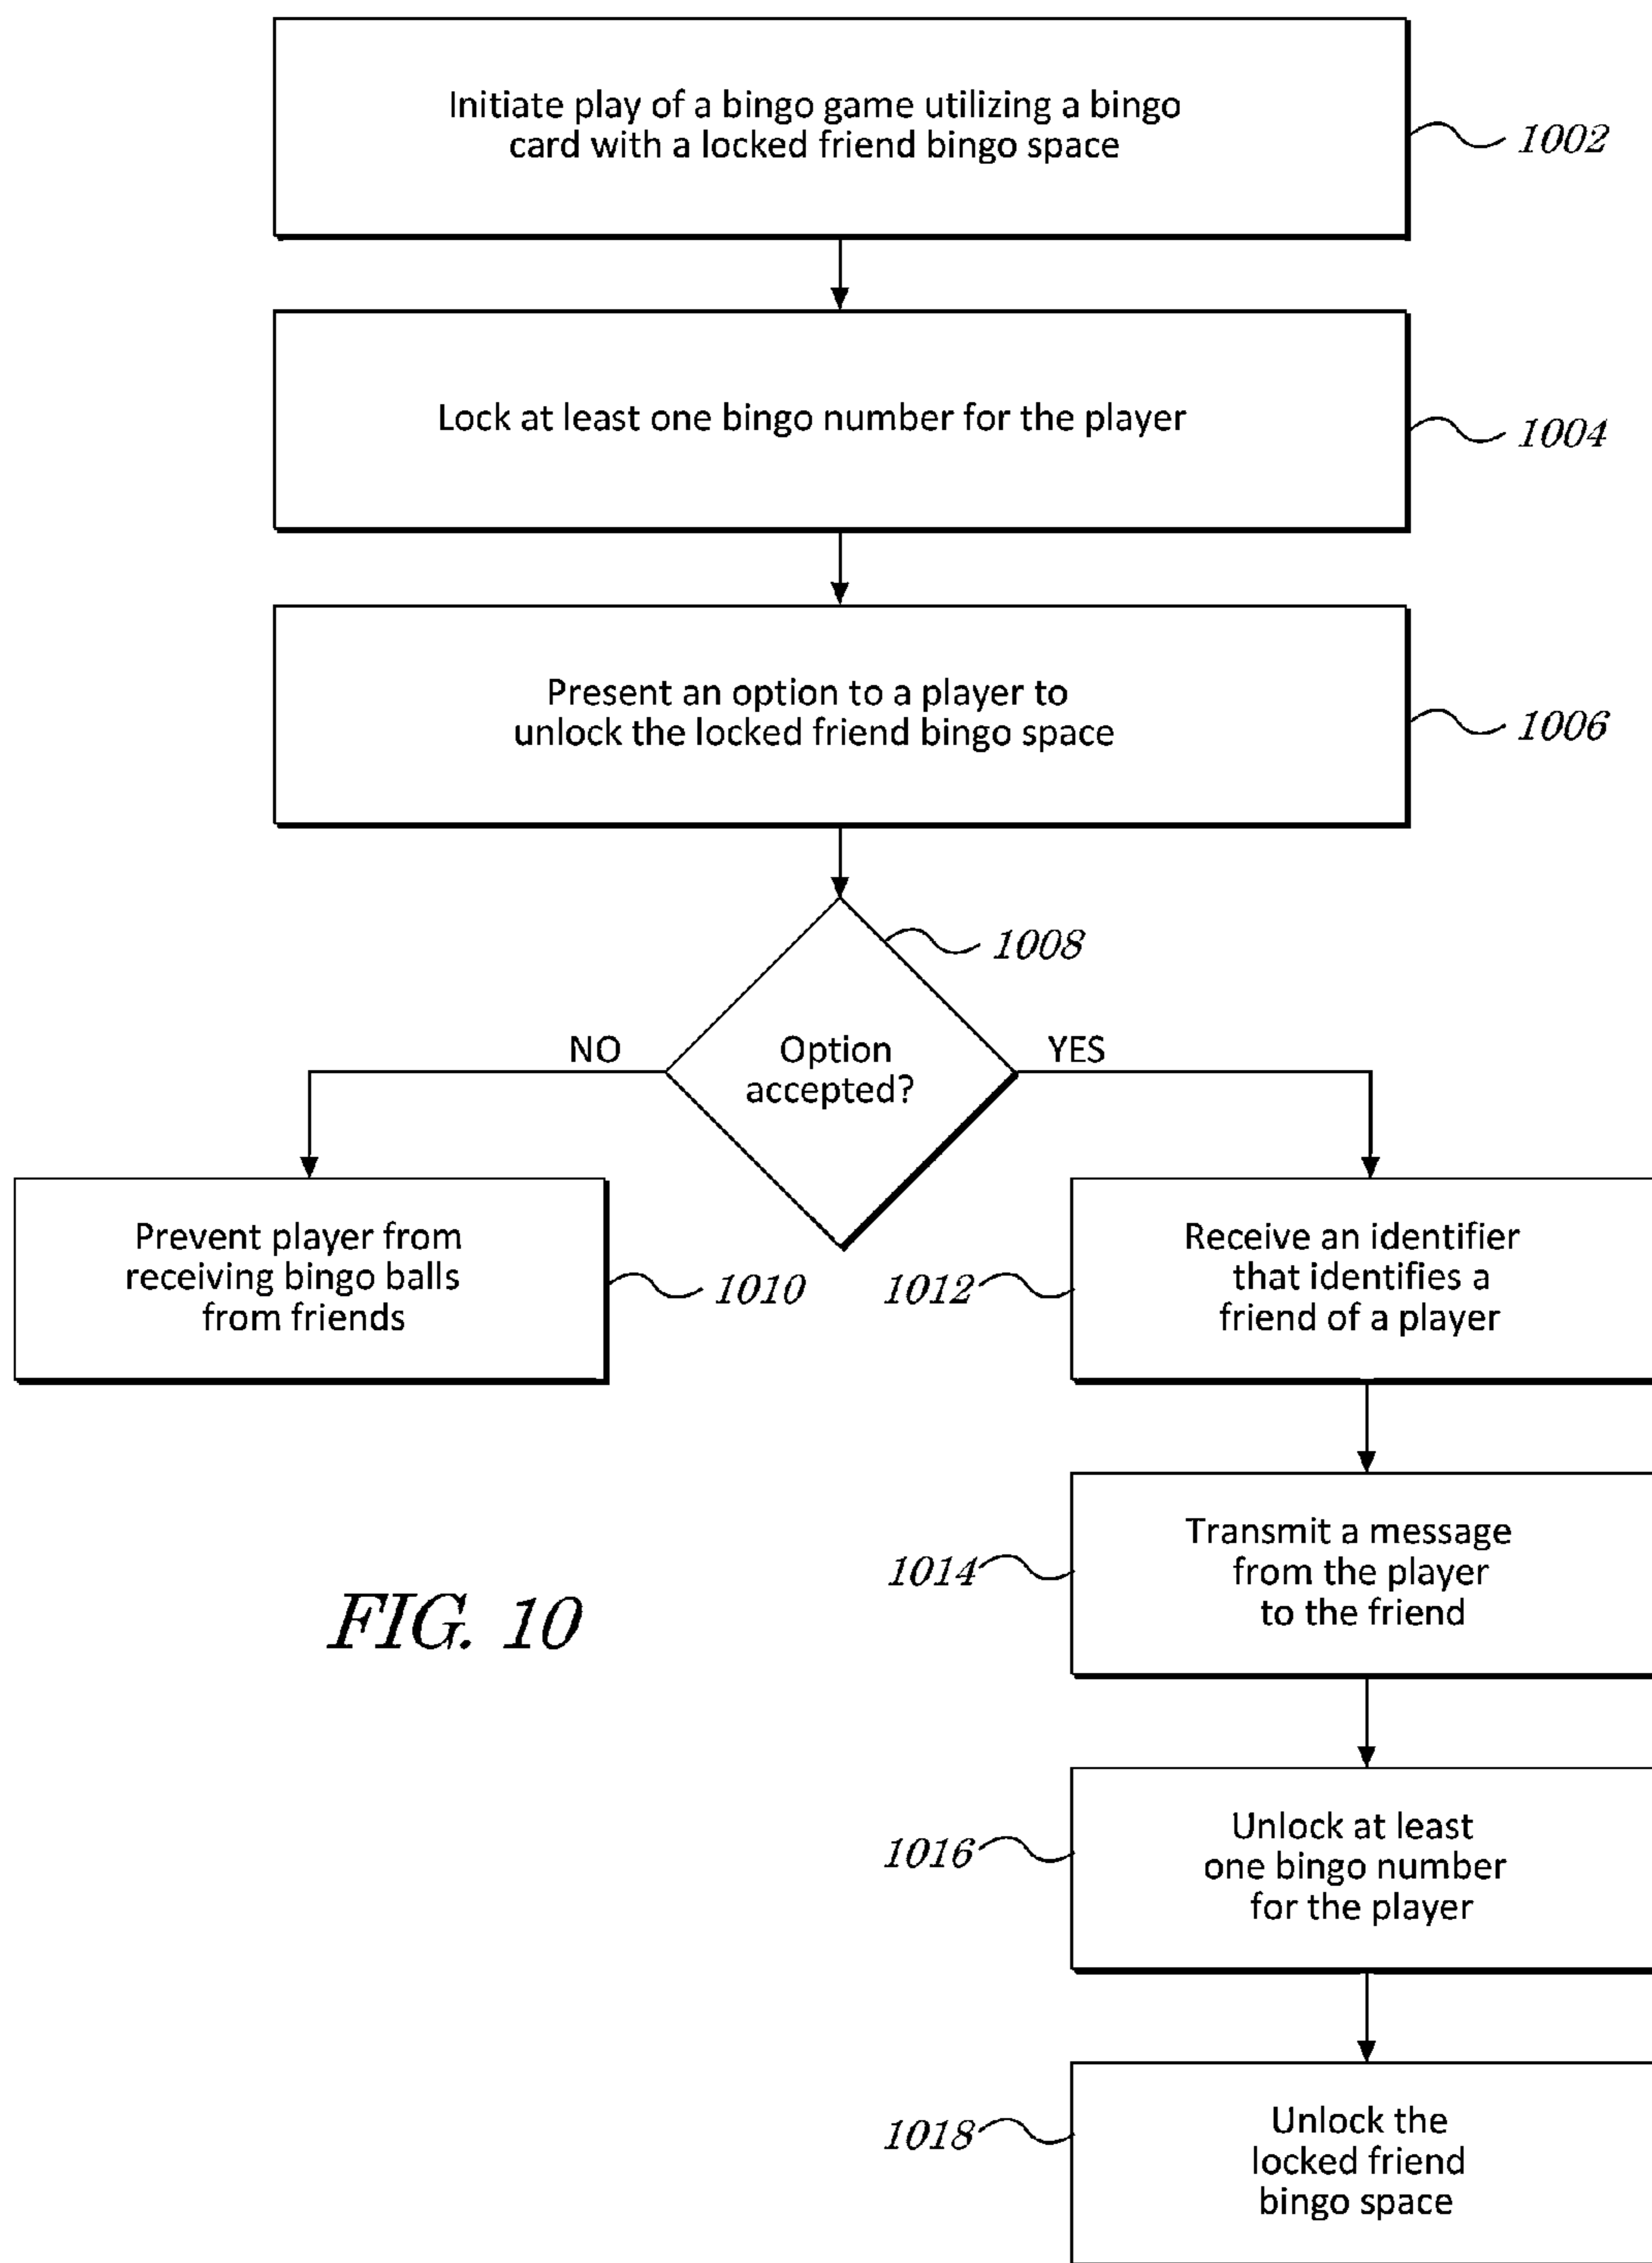 Initiate play of a bingo game utilizing a bingo
card with a locked friend bingo space
1002
Lock at least one bingo number for the player
1004
Present an option to a player to
unlock the locked friend bingo space
1006
1008
NO
Option
accepted?
YES
Prevent player from
receiving bingo balls
from friends
1010
1012
Receive an identifier
that identifies a
friend of a player
1014
Transmit a message
from the player
to the friend
FIG. 10
1016
Unlock at least
one bingo number
for the player
1018
Unlock the
locked friend
bingo space